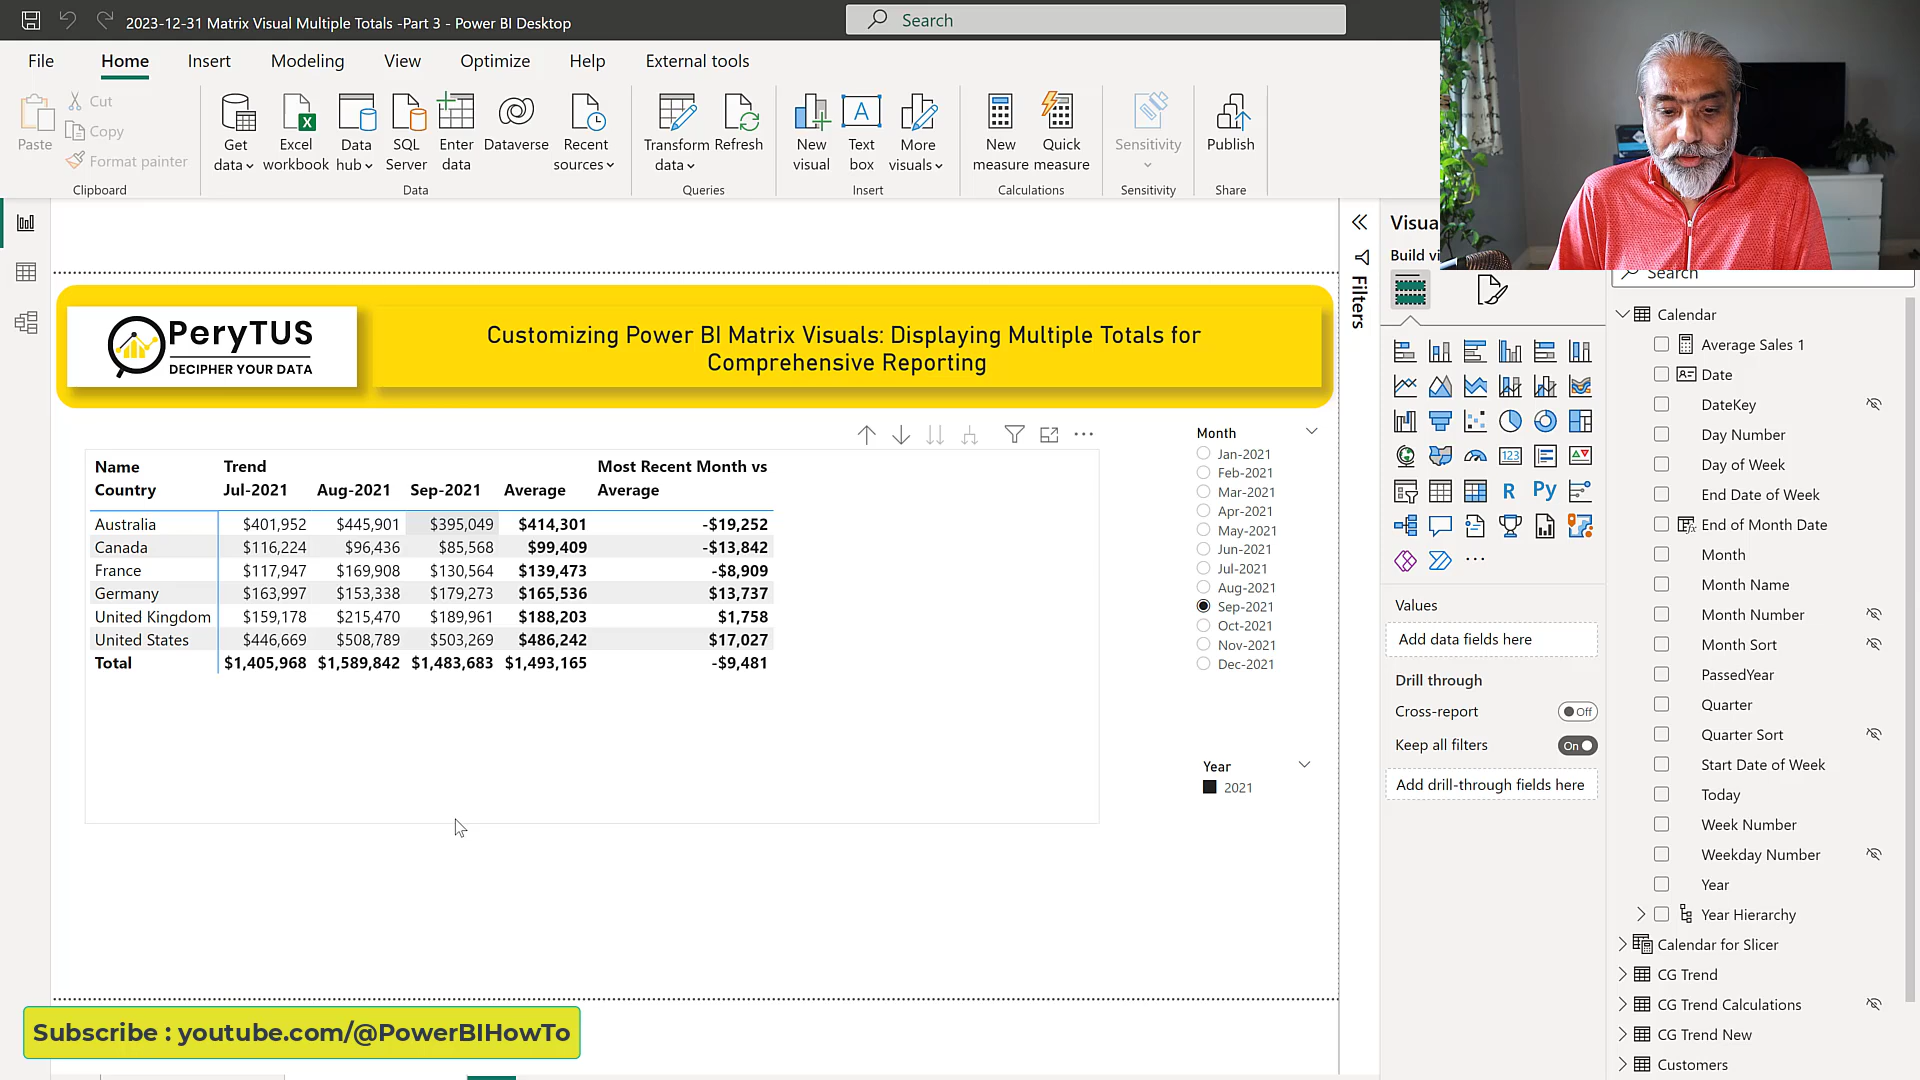 2023-12-31 Matrix Visual Multiple Totals -Part 3 - Power BI Desktop
Search
File Home Insert Modeling View Optimize Help External tools
Paste
Cut
Copy
Format painter
Clipboard
Get data
Excel workbook
Data hub
SQL Server
Enter data
Dataverse
Recent sources
Data
Transform data
Refresh
Queries
New visual
Text box
More visuals
Insert
New measure
Quick measure
Calculations
Sensitivity
Sensitivity
Publish
Share
PeryTUS
DECIPHER YOUR DATA
Customizing Power BI Matrix Visuals: Displaying Multiple Totals for
Comprehensive Reporting
Name Trend Most Recent Month vs
Country Jul-2021 Aug-2021 Sep-2021 Average Average
Australia $401,952 $445,901 $395,049 $414,301 -$19,252
Canada $116,224 $96,436 $85,568 $99,409 -$13,842
France $117,947 $169,908 $130,564 $139,473 -$8,909
Germany $163,997 $153,338 $179,273 $165,536 $13,737
United Kingdom $159,178 $215,470 $189,961 $188,203 $1,758
United States $446,669 $508,789 $503,269 $486,242 $17,027
Total $1,405,968 $1,589,842 $1,483,683 $1,493,165 -$9,481
Month
Jan-2021
Feb-2021
Mar-2021
Apr-2021
May-2021
Jun-2021
Jul-2021
Aug-2021
Sep-2021
Oct-2021
Nov-2021
Dec-2021
Year
2021
Filters
Visua
Build vi
123
R
Py
Values
Add data fields here
Drill through
Cross-report
Off
Keep all filters
On
Add drill-through fields here
Search
Calendar
Average Sales 1
Date
DateKey
Day Number
Day of Week
End Date of Week
End of Month Date
Month
Month Name
Month Number
Month Sort
PassedYear
Quarter
Quarter Sort
Start Date of Week
Today
Week Number
Weekday Number
Year
Year Hierarchy
Calendar for Slicer
CG Trend
CG Trend Calculations
CG Trend New
Customers
Subscribe : youtube.com/@PowerBIHowTo